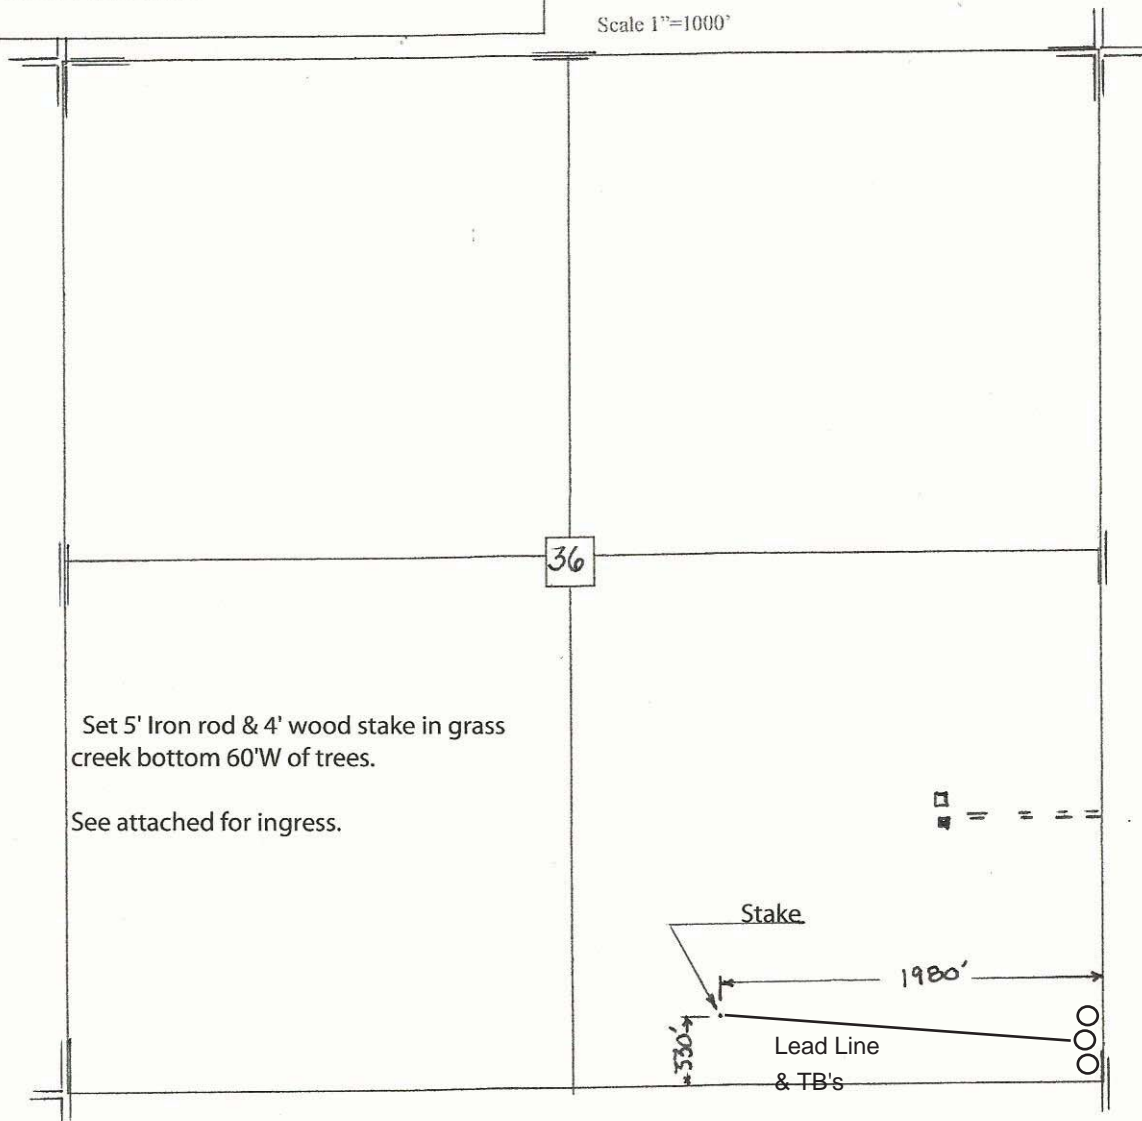 Scale 1"=1000'
36
Set 5' Iron rod & 4' wood stake in grass
creek bottom 60'W of trees.
See attached for ingress.
Stake
1980'
330'
Lead Line
& TB's